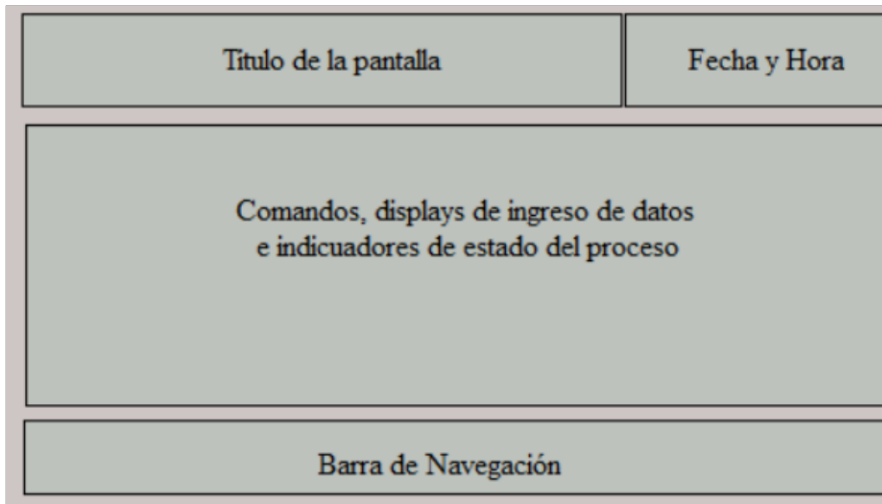 Titulo de la pantalla
Fecha y Hora
Comandos, displays de ingreso de datos
e indicuadores de estado del proceso
Barra de Navegación